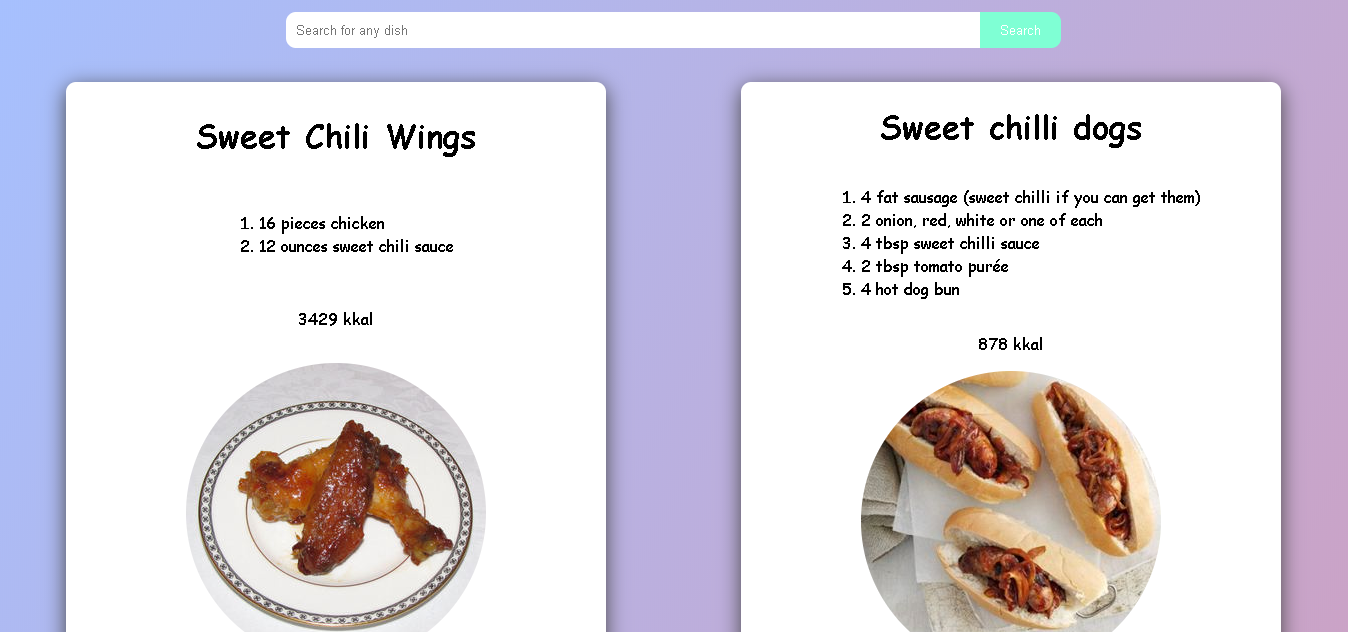 Search for any dish
Search
Sweet Chili Wings
1. 16 pieces chicken
2. 12 ounces sweet chili sauce
3429 kkal
Sweet chilli dogs
1. 4 fat sausage (sweet chilli if you can get them)
2. 2 onion, red, white or one of each
3. 4 tbsp sweet chilli sauce
4. 2 tbsp tomato purée
5. 4 hot dog bun
878 kkal